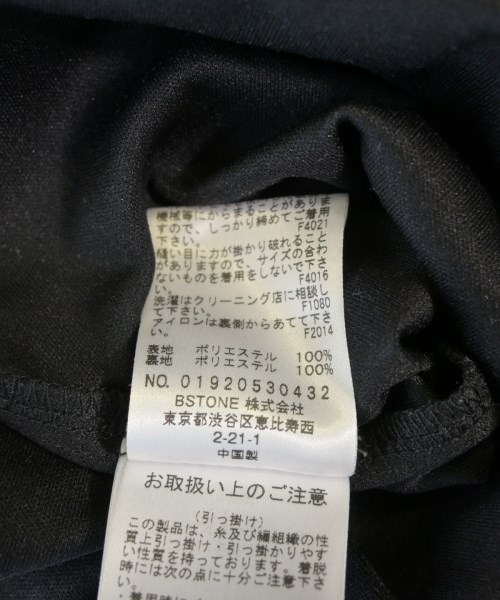 機械等にからまることがありま
すので、しっかり締めてご着用
下さい。 F4021
縫い目に力が掛かり破れること
がありますので、サイズの合わ
ないものを着用をしないで下さ
い。 F4016
洗濯はクリーニング店に相談し
て下さい。 F1080
アイロンは裏側からあてて下さ
い。 F2014
表地 ポリエステル 100%
裏地 ポリエステル 100%
NO. 01920530432
BSTONE 株式会社
東京都渋谷区恵比寿西
2-21-1
中国製
お取扱い上のご注意
(引っ掛け)
この製品は、糸及び編組織の性
質上引っ掛け・引っ掛かりやす
い性質を持っております。着脱
時には次の点に十分ご注意下さ
い。
・着用時に